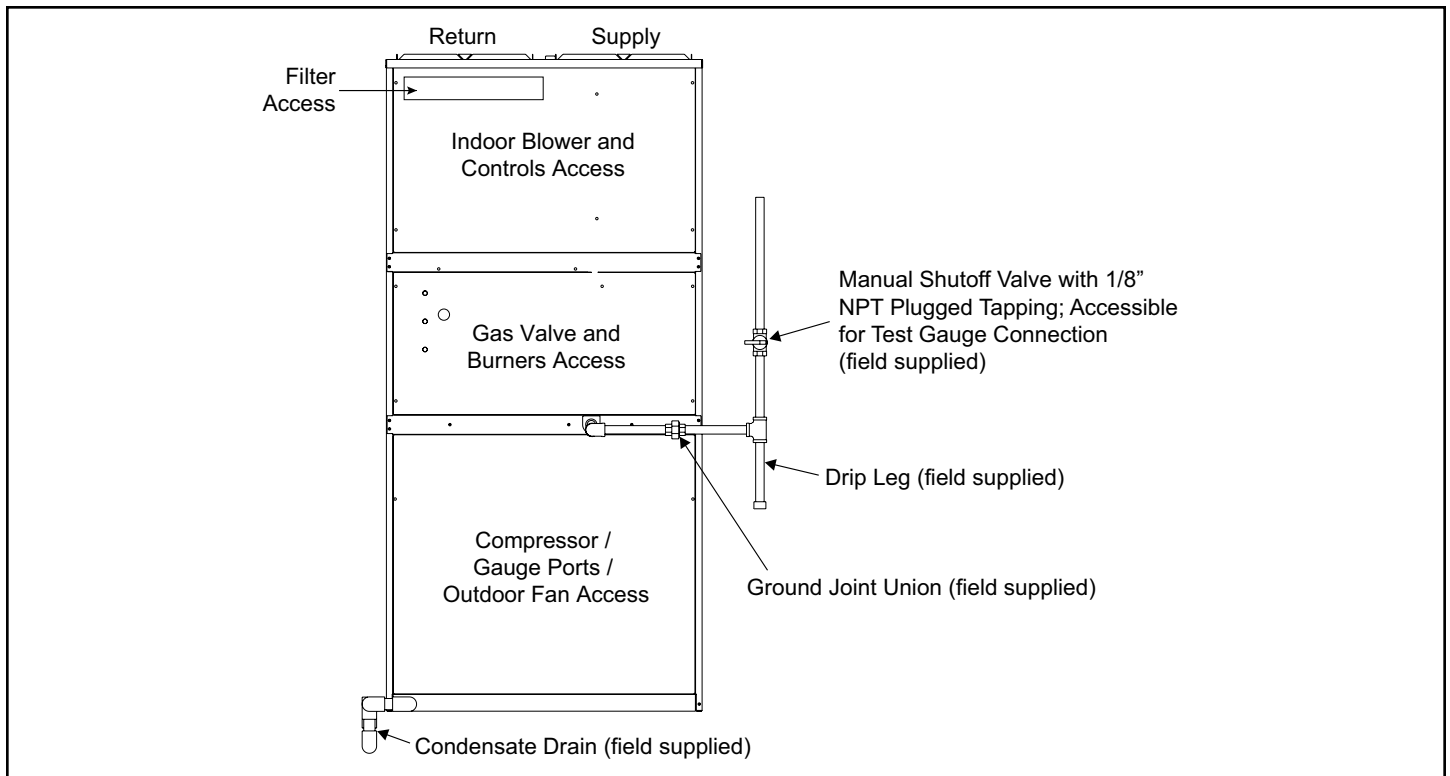 Return
Supply
Filter
Access
Indoor Blower and
Controls Access
Manual Shutoff Valve with 1/8”
NPT Plugged Tapping; Accessible
for Test Gauge Connection
(field supplied)
Gas Valve and
Burners Access
Drip Leg (field supplied)
Compressor /
Gauge Ports /
Outdoor Fan Access
Ground Joint Union (field supplied)
Condensate Drain (field supplied)